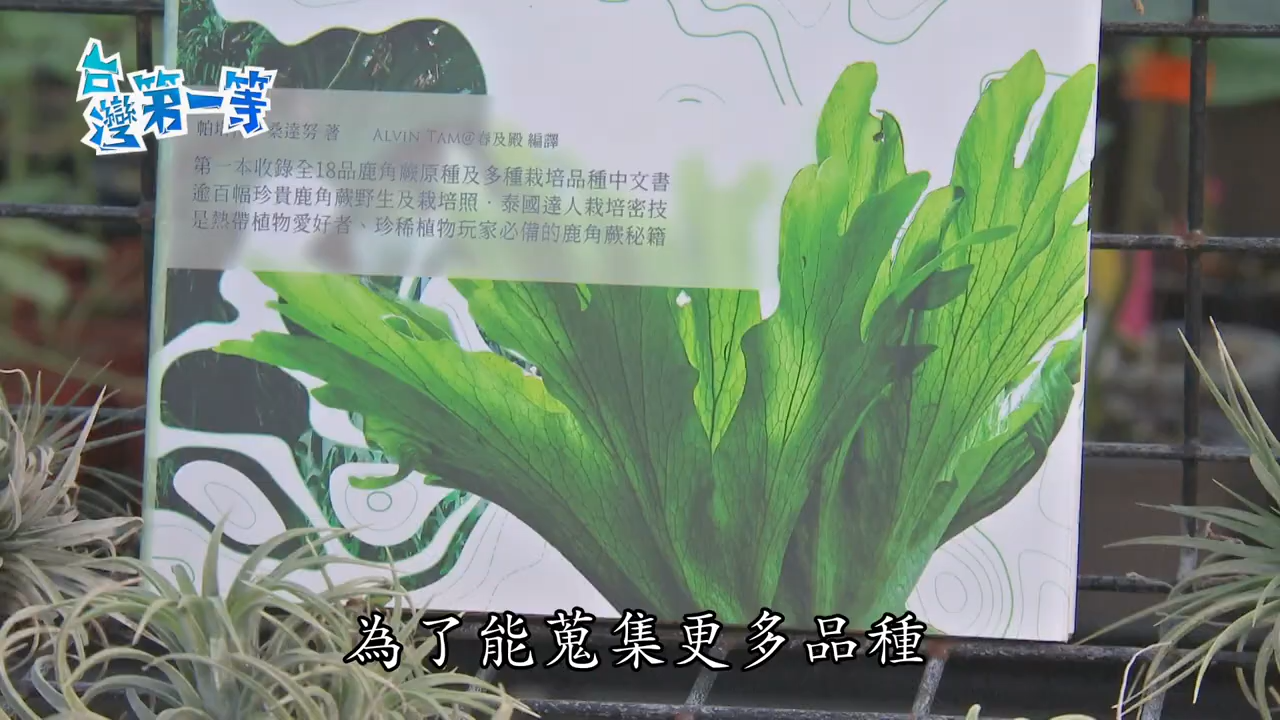 台灣第一等
桑達努 著 ALVIN TAM@春及殿 編譯
第一本收錄全18品鹿角蕨原種及多種栽培品種中文書
逾百幅珍貴鹿角蕨野生及栽培照．泰國達人栽培密技
是熱帶植物愛好者、珍稀植物玩家必備的鹿角蕨秘籍
為了能蒐集更多品種